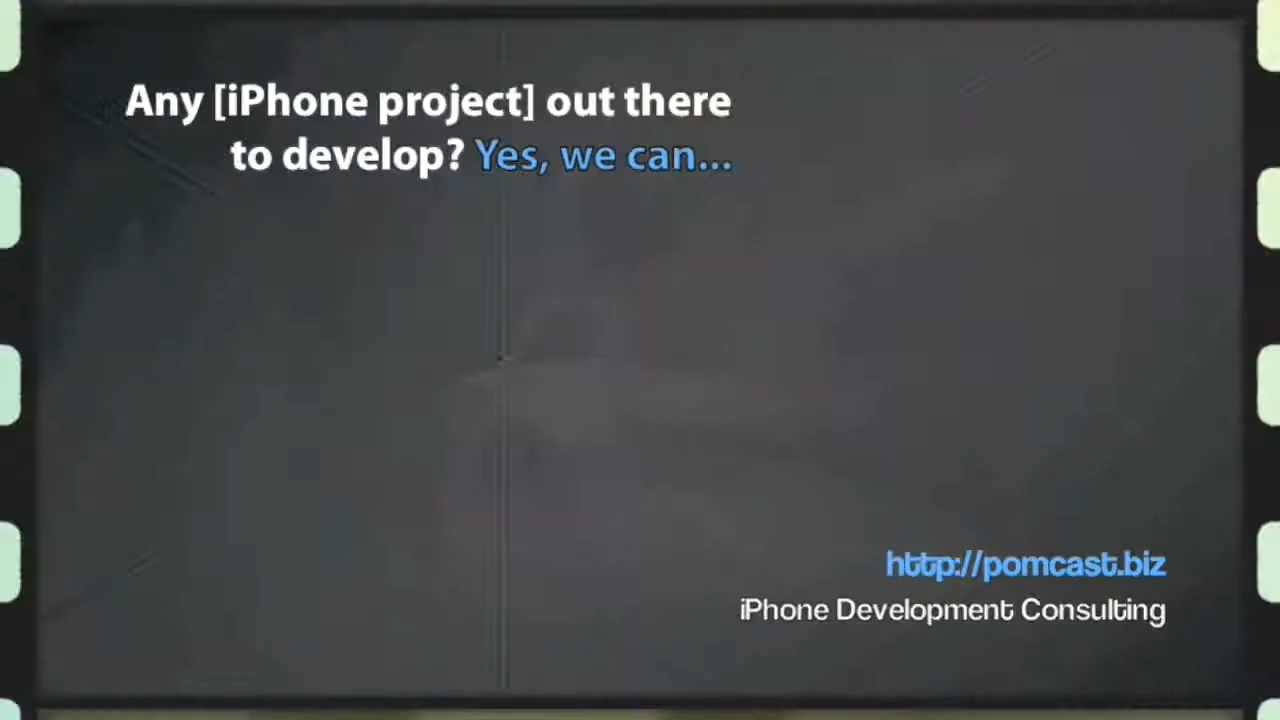 Any [iPhone project] out there
to develop? Yes, we can...
http://pomcast.biz
iPhone Development Consulting